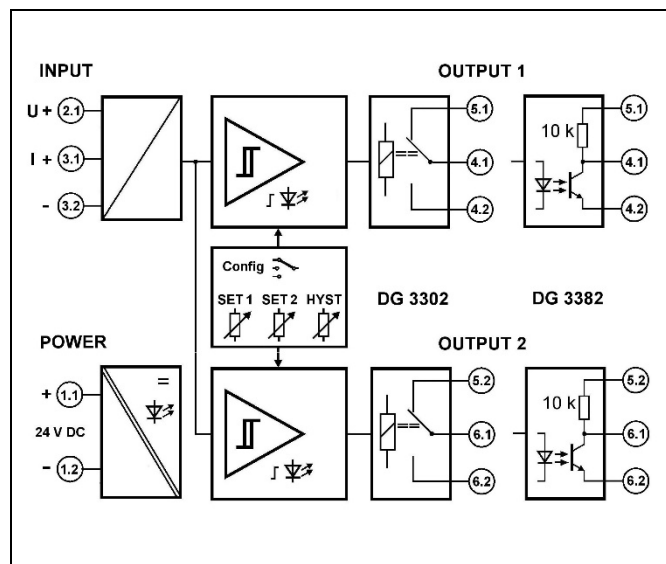 INPUT
OUTPUT 1
U + 2.1
I + 3.1
- 3.2
5.1
4.1
4.2
10 k
5.1
4.1
4.2
Config
SET 1 SET 2 HYST
DG 3302
DG 3382
POWER
OUTPUT 2
+ 1.1
24 V DC
- 1.2
=
5.2
6.1
6.2
10 k
5.2
6.1
6.2